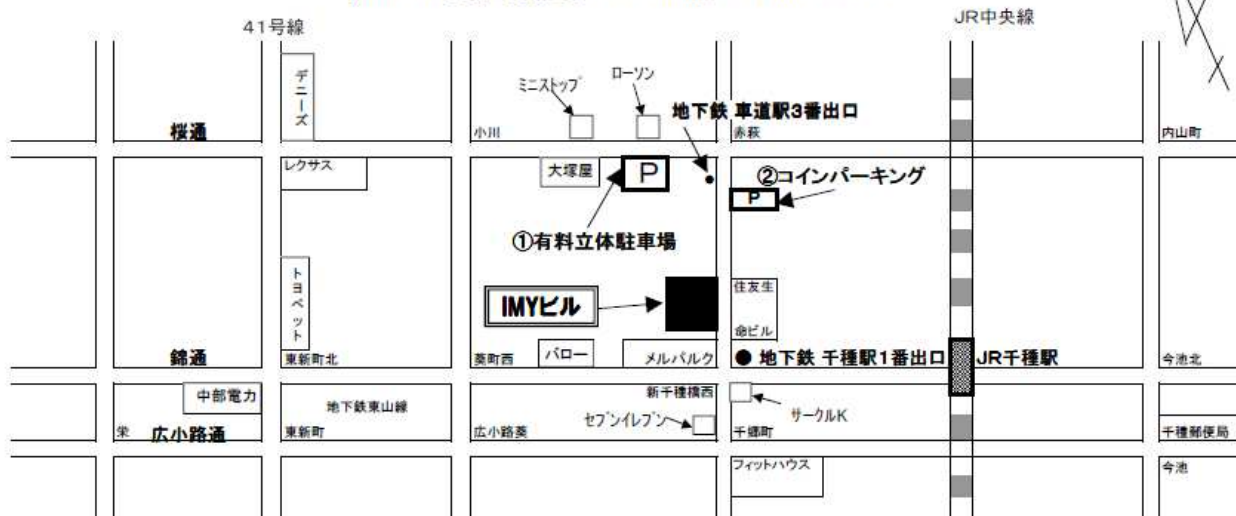 41号線
JR中央線
デニーズ
ミニストップ
ローソン
地下鉄 車道駅3番出口
桜通
小川
赤萩
内山町
レクサス
大塚屋
P
②コインパーキング
P
①有料立体駐車場
トヨペット
IMYビル
住友生
命ビル
錦通
東新町北
葵町西
バロー
メルパルク
地下鉄 千種駅1番出口
JR千種駅
今池北
中部電力
地下鉄東山線
新千種橋西
サークルK
セブンイレブン
栄
広小路通
東新町
広小路葵
千郷町
千種郵便局
フィットハウス
今池